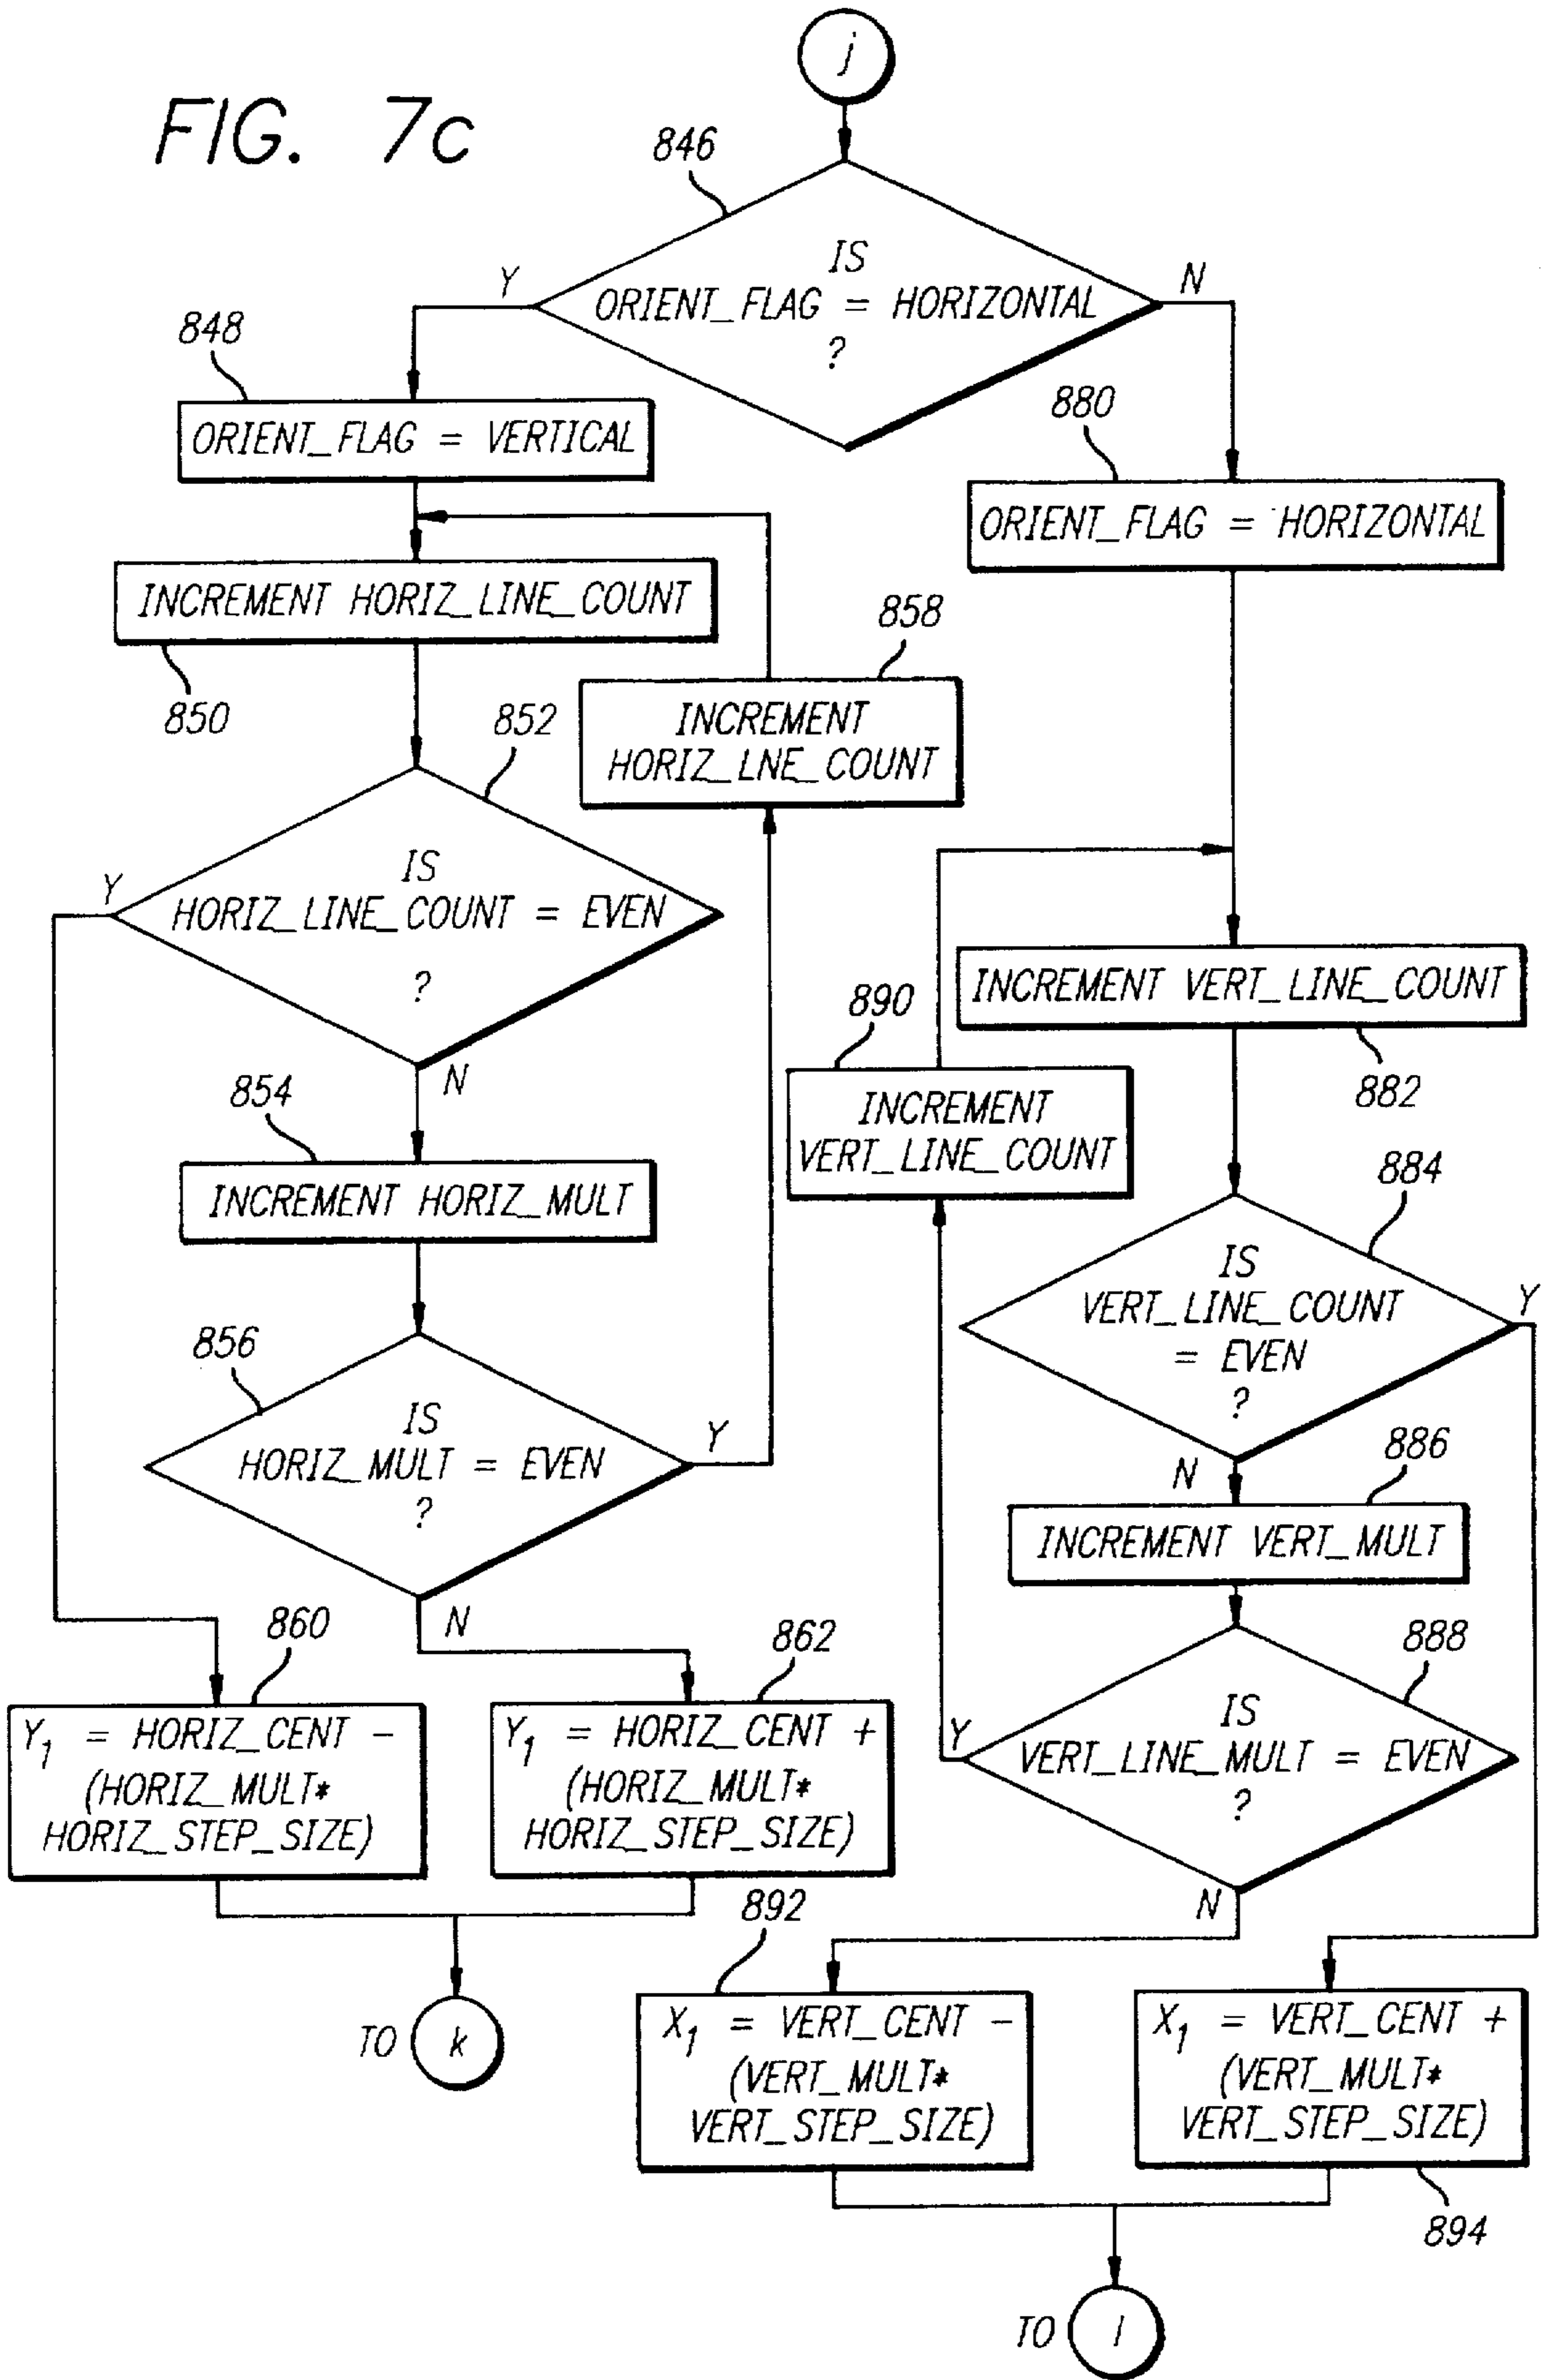 j
FIG. 7c
846
IS
ORIENT_FLAG = HORIZONTAL
?
Y
N
848
ORIENT_FLAG = VERTICAL
880
ORIENT_FLAG = HORIZONTAL
INCREMENT HORIZ_LINE_COUNT
850
858
INCREMENT
HORIZ_LNE_COUNT
852
IS
HORIZ_LINE_COUNT = EVEN
?
Y
N
INCREMENT VERT_LINE_COUNT
882
890
INCREMENT
VERT_LINE_COUNT
854
INCREMENT HORIZ_MULT
884
IS
VERT_LINE_COUNT
= EVEN
?
Y
N
856
IS
HORIZ_MULT = EVEN
?
Y
N
886
INCREMENT VERT_MULT
888
IS
VERT_LINE_MULT = EVEN
?
Y
N
860
Y1 = HORIZ_CENT -
(HORIZ_MULT*
HORIZ_STEP_SIZE)
862
Y1 = HORIZ_CENT +
(HORIZ_MULT*
HORIZ_STEP_SIZE)
TO k
892
X1 = VERT_CENT -
(VERT_MULT*
VERT_STEP_SIZE)
X1 = VERT_CENT +
(VERT_MULT*
VERT_STEP_SIZE)
894
TO l